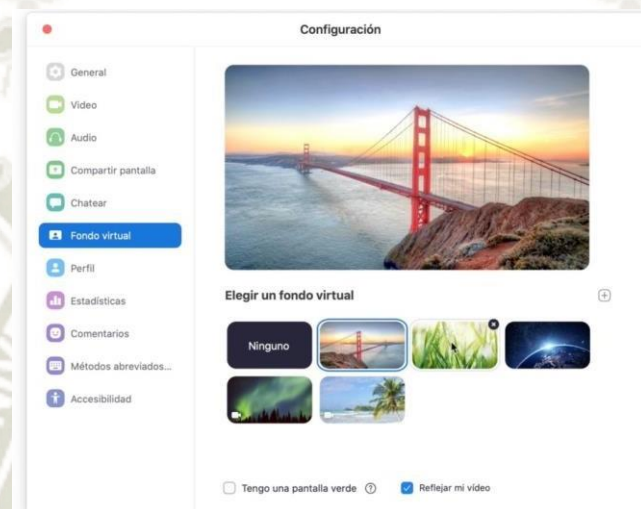 Configuración
General
Video
Audio
Compartir pantalla
Chatear
Fondo virtual
Perfil
Estadísticas
Comentarios
Métodos abreviados...
Accesibilidad
Elegir un fondo virtual
Ninguno
Tengo una pantalla verde
Reflejar mi vídeo